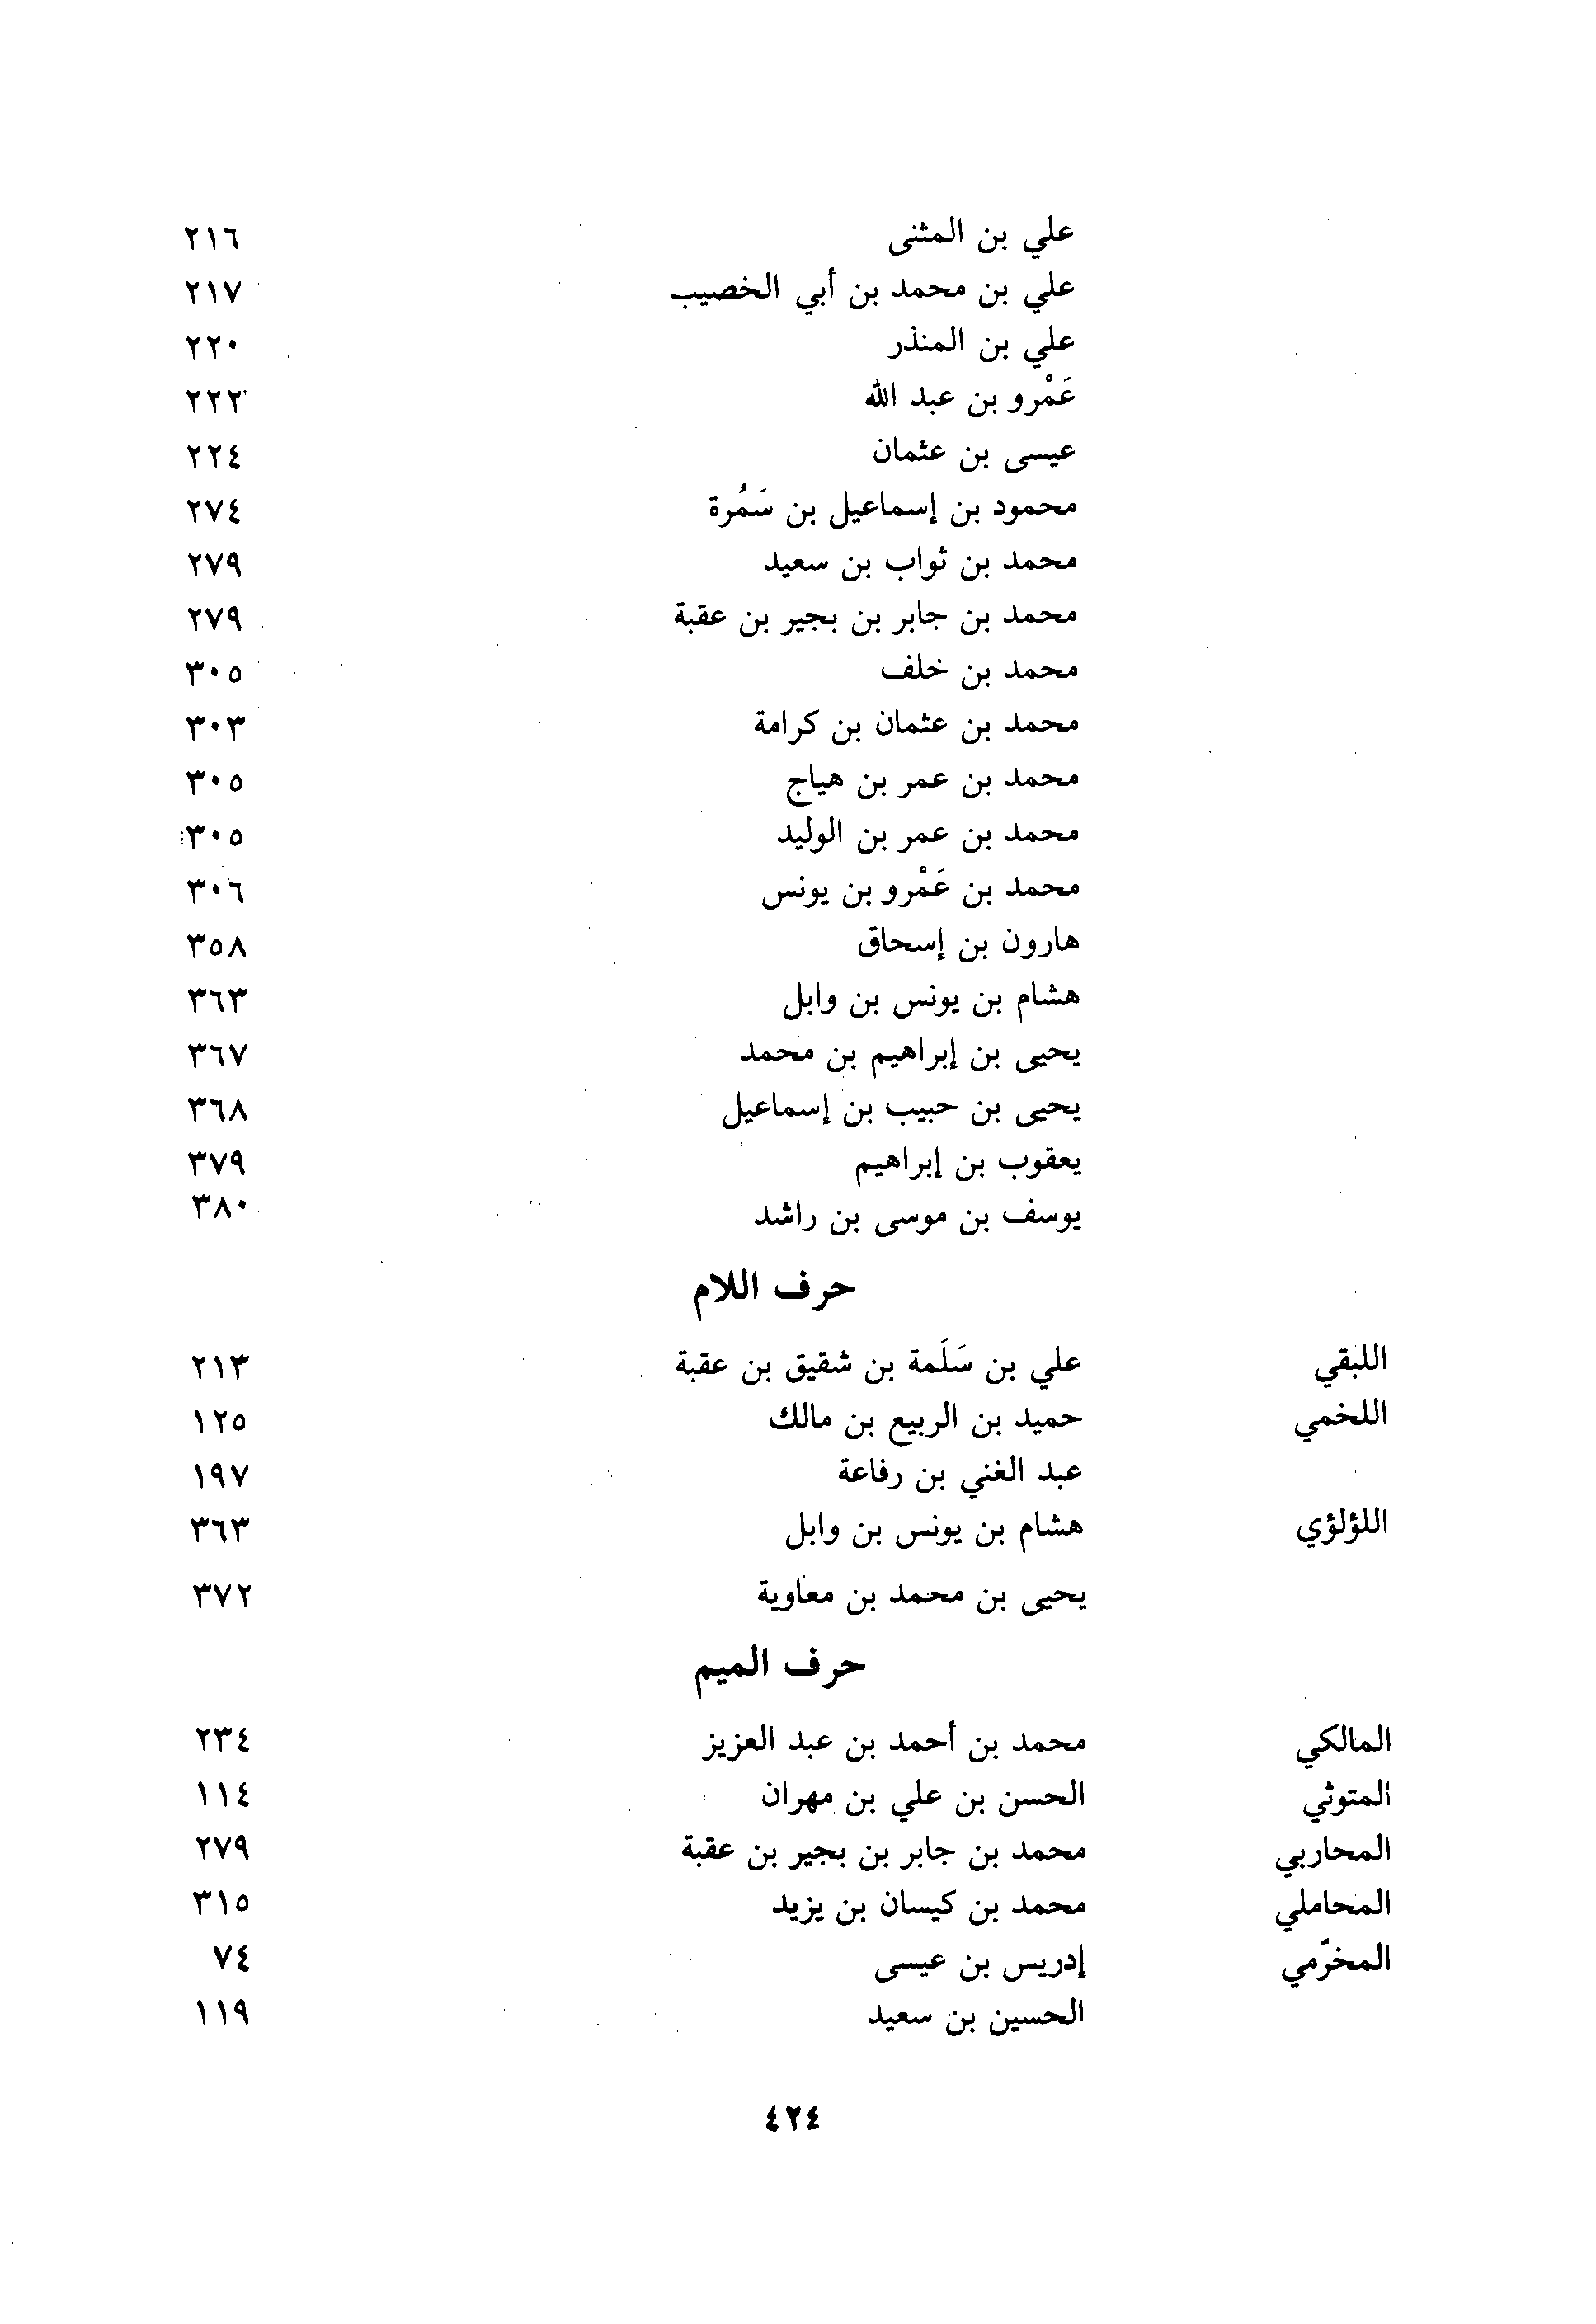 علي بن المثنى ٢١٦
علي بن محمد بن أبي الخصيب ٢١٧
علي بن المنذر ٢٢٠
عَمْرو بن عبد الله ٢٢٢
عيسى بن عثمان ٢٢٤
محمود بن إسماعيل بن سَمُرة ٢٧٤
محمد بن ثواب بن سعيد ٢٧٩
محمد بن جابر بن بجير بن عقبة ٢٧٩
محمد بن خلف ٣٠٥
محمد بن عثمان بن كرامة ٣٠٣
محمد بن عمر بن هياج ٣٠٥
محمد بن عمر بن الوليد ٣٠٥
محمد بن عَمْرو بن يونس ٣٠٦
هارون بن إسحاق ٣٥٨
هشام بن يونس بن وابل ٣٦٣
يحيى بن إبراهيم بن محمد ٣٦٧
يحيى بن حبيب بن إسماعيل ٣٦٨
يعقوب بن إبراهيم ٣٧٩
يوسف بن موسى بن راشد ٣٨٠
حرف اللام
اللبقي علي بن سَلَمة بن شقيق بن عقبة ٢١٣
اللخمي حميد بن الربيع بن مالك ١٢٥
عبد الغني بن رفاعة ١٩٧
اللؤلؤي هشام بن يونس بن وابل ٣٦٣
يحيى بن محمد بن معاوية ٣٧٢
حرف الميم
المالكي محمد بن أحمد بن عبد العزيز ٢٣٤
المتوثي الحسن بن علي بن مهران ١١٤
المحاربي محمد بن جابر بن بجير بن عقبة ٢٧٩
المحاملي محمد بن كيسان بن يزيد ٣١٥
المخرّمي إدريس بن عيسى ٧٤
الحسين بن سعيد ١١٩
٤٢٤